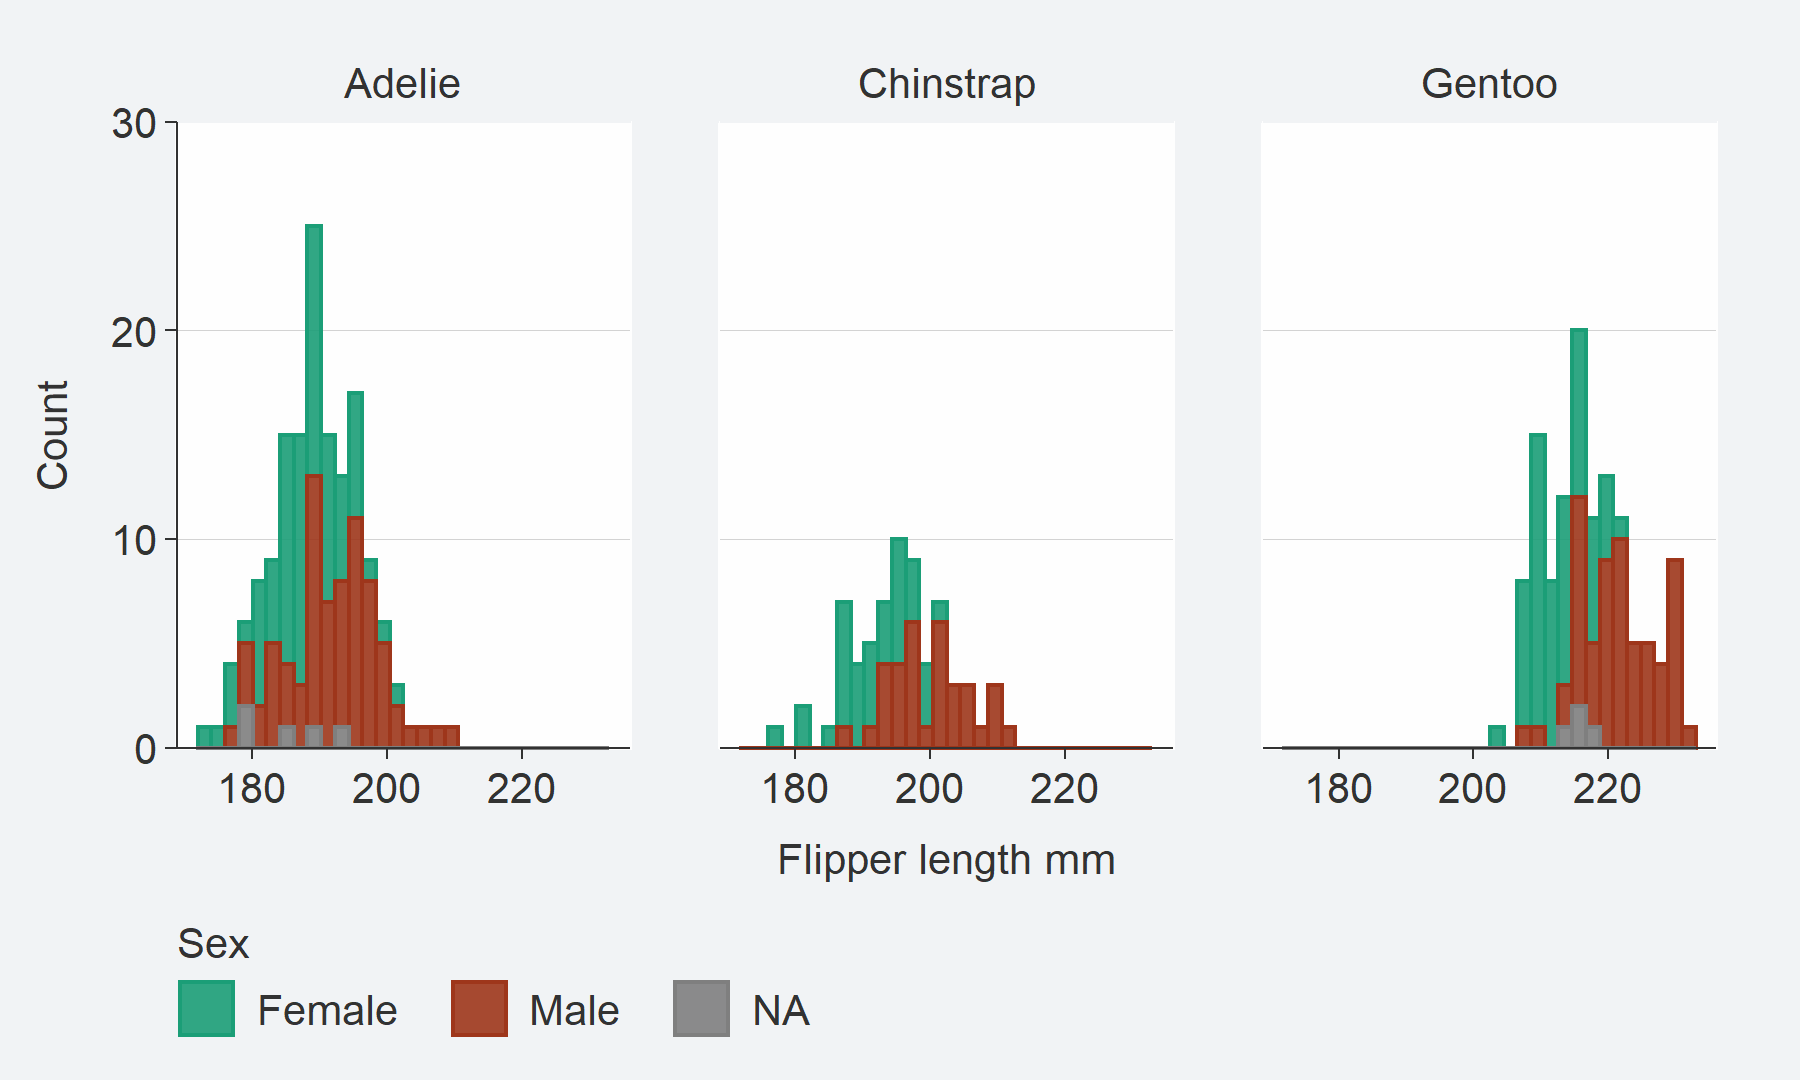 Adelie Chinstrap Gentoo
30
20
10
0
Count
180 200 220 180 200 220 180 200 220
Flipper length mm
Sex
Female Male NA